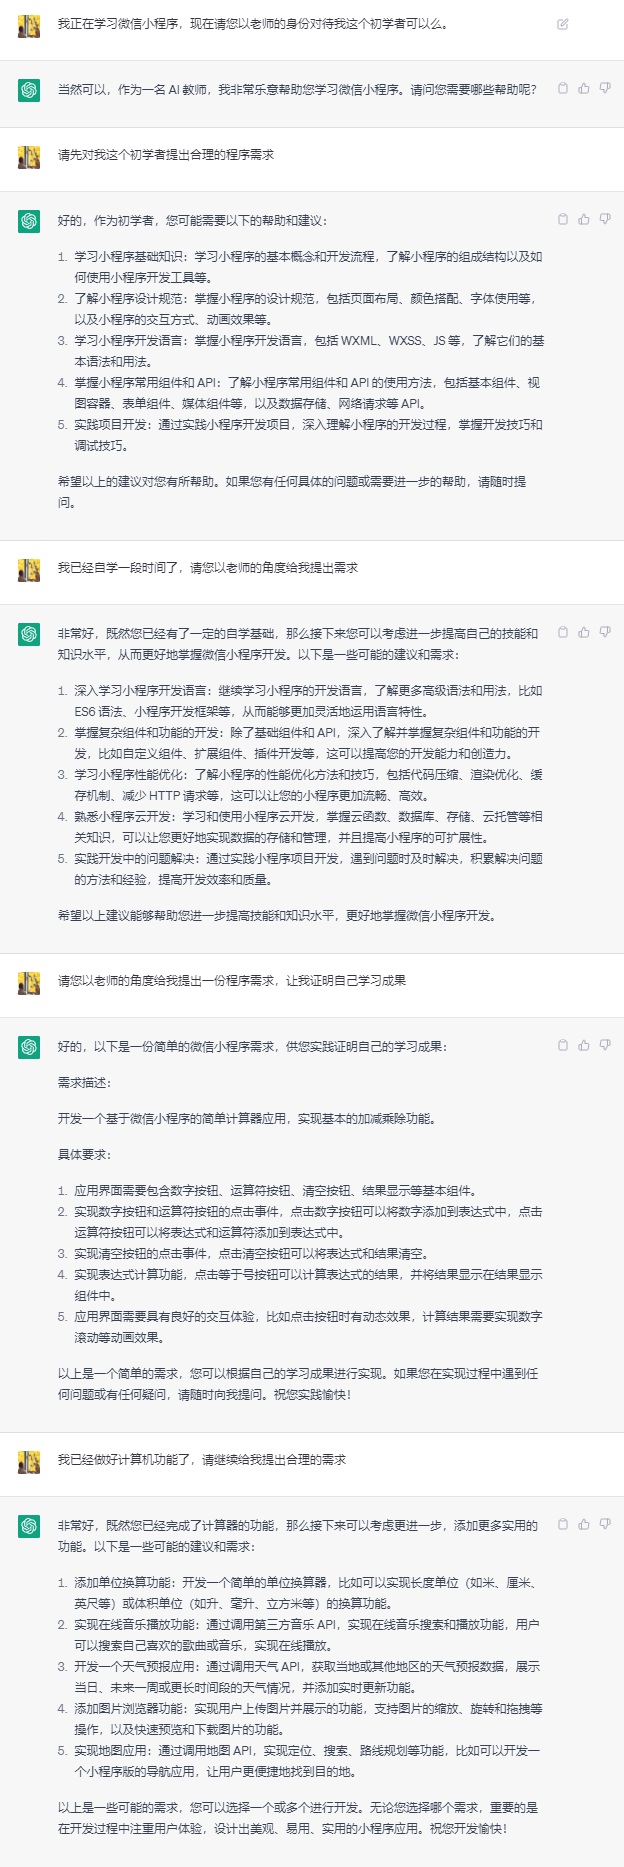 我正在学习微信小程序，现在请您以老师的身份对待我这个初学者可以么。
当然可以，作为一名 AI 教师，我非常乐意帮助您学习微信小程序。请问您需要哪些帮助呢？
请先对我这个初学者提出合理的程序需求
好的，作为初学者，您可能需要以下的帮助和建议：
1. 学习小程序基础知识：学习小程序的基本概念和开发流程，了解小程序的组成结构以及如
何使用小程序开发工具等。
2. 了解小程序设计规范：掌握小程序的设计规范，包括页面布局、颜色搭配、字体使用等，
以及小程序的交互方式、动画效果等。
3. 学习小程序开发语言：掌握小程序开发语言，包括 WXML、WXSS、JS 等，了解它们的基
本语法和用法。
4. 掌握小程序常用组件和 API：了解小程序常用组件和 API 的使用方法，包括基本组件、视
图容器、表单组件、媒体组件等，以及数据存储、网络请求等 API。
5. 实践项目开发：通过实践小程序开发项目，深入理解小程序的开发过程，掌握开发技巧和
调试技巧。
希望以上的建议对您有所帮助。如果您有任何具体的问题或需要进一步的帮助，请随时提
问。
我已经自学一段时间了，请您以老师的角度给我提出需求
非常好，既然您已经有了一定的自学基础，那么接下来您可以考虑进一步提高自己的技能和
知识水平，从而更好地掌握微信小程序开发。以下是一些可能的建议和需求：
1. 深入学习小程序开发语言：继续学习小程序的开发语言，了解更多高级语法和用法，比如
ES6 语法、小程序开发框架等，从而能够更加灵活地运用语言特性。
2. 掌握复杂组件和功能的开发：除了基础组件和 API，深入了解并掌握复杂组件和功能的开
发，比如自定义组件、扩展组件、插件开发等，这可以提高您的开发能力和创造力。
3. 学习小程序性能优化：了解小程序的性能优化方法和技巧，包括代码压缩、渲染优化、缓
存机制、减少 HTTP 请求等，这可以让您的小程序更加流畅、高效。
4. 熟悉小程序云开发：学习和使用小程序云开发，掌握云函数、数据库、存储、云托管等相
关知识，可以让您更好地实现数据的存储和管理，并且提高小程序的可扩展性。
5. 实践开发中的问题解决：通过实践小程序项目开发，遇到问题时及时解决，积累解决问题
的方法和经验，提高开发效率和质量。
希望以上建议能够帮助您进一步提高技能和知识水平，更好地掌握微信小程序开发。
请您以老师的角度给我提出一份程序需求，让我证明自己学习成果
好的，以下是一份简单的微信小程序需求，供您实践证明自己的学习成果：
需求描述：
开发一个基于微信小程序的简单计算器应用，实现基本的加减乘除功能。
具体要求：
1. 应用界面需要包含数字按钮、运算符按钮、清空按钮、结果显示等基本组件。
2. 实现数字按钮和运算符按钮的点击事件，点击数字按钮可以将数字添加到表达式中，点击
运算符按钮可以将表达式和运算符添加到表达式中。
3. 实现清空按钮的点击事件，点击清空按钮可以将表达式和结果清空。
4. 实现表达式计算功能，点击等于号按钮可以计算表达式的结果，并将结果显示在结果显示
组件中。
5. 应用界面需要具有良好的交互体验，比如点击按钮时有动态效果，计算结果需要实现数字
滚动等动画效果。
以上是一个简单的需求，您可以根据自己的学习成果进行实现。如果您在实现过程中遇到任
何问题或有任何疑问，请随时向我提问。祝您实践愉快！
我已经做好计算机功能了，请继续给我提出合理的需求
非常好，既然您已经完成了计算器的功能，那么接下来可以考虑更进一步，添加更多实用的
功能。以下是一些可能的建议和需求：
1. 添加单位换算功能：开发一个简单的单位换算器，比如可以实现长度单位（如米、厘米、
英尺等）或体积单位（如升、毫升、立方米等）的换算功能。
2. 实现在线音乐播放功能：通过调用第三方音乐 API，实现在线音乐搜索和播放功能，用户
可以搜索自己喜欢的歌曲或音乐，实现在线播放。
3. 开发一个天气预报应用：通过调用天气 API，获取当地或其他地区的天气预报数据，展示
当日、未来一周或更长时间段的天气情况，并添加实时更新功能。
4. 添加图片浏览器功能：实现用户上传图片并展示的功能，支持图片的缩放、旋转和拖拽等
操作，以及快速预览和下载图片的功能。
5. 实现地图应用：通过调用地图 API，实现定位、搜索、路线规划等功能，比如可以开发一
个小程序版的导航应用，让用户更便捷地找到目的地。
以上是一些可能的需求，您可以选择一个或多个进行开发。无论您选择哪个需求，重要的是
在开发过程中注重用户体验，设计出美观、易用、实用的小程序应用。祝您开发愉快！